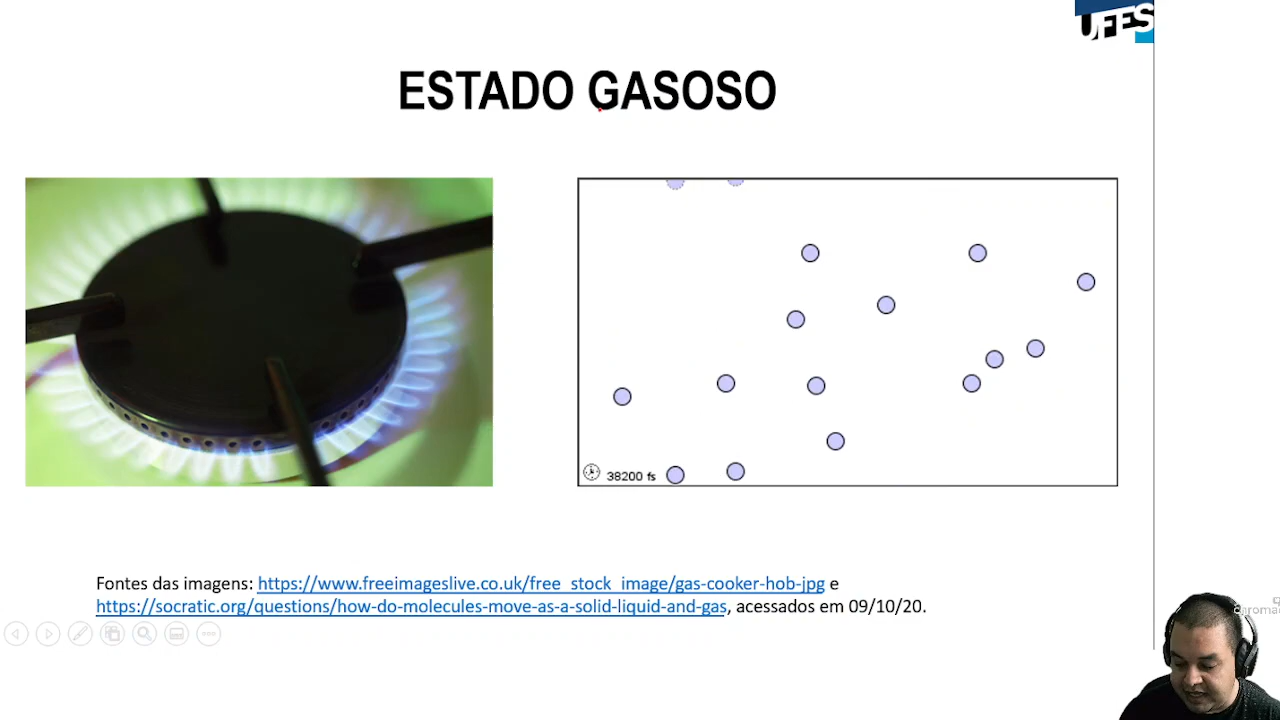 UFES
ESTADO GASOSO
38200 fs
Fontes das imagens: https://www.freeimageslive.co.uk/free_stock_image/gas-cooker-hob-jpg e
https://socratic.org/questions/how-do-molecules-move-as-a-solid-liquid-and-gas, acessados em 09/10/20.